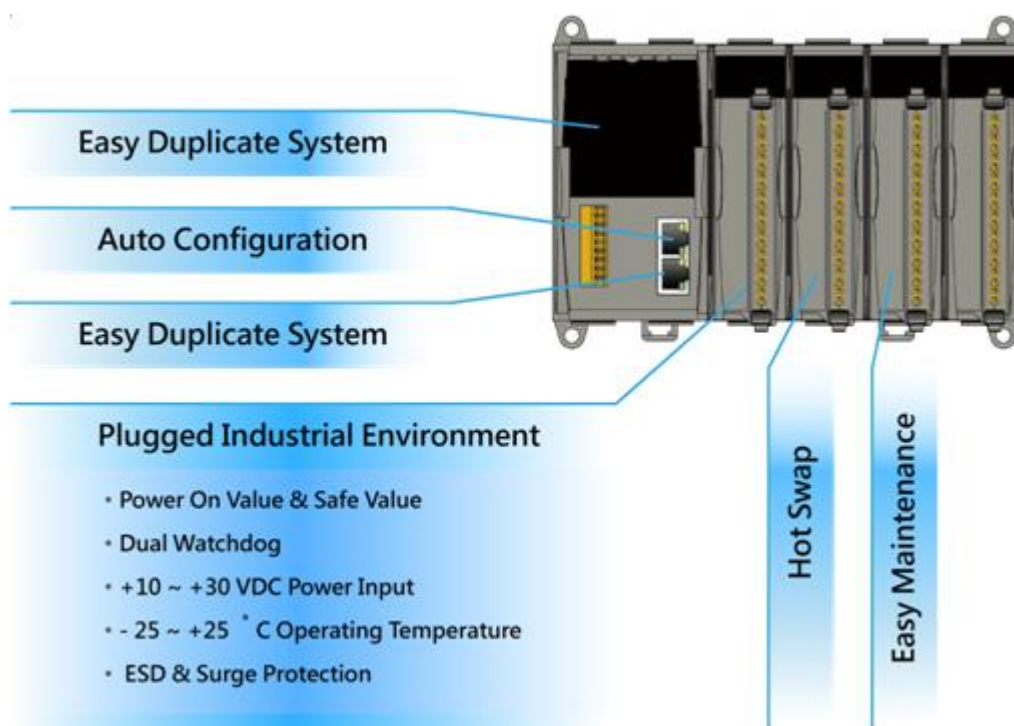 Easy Duplicate System
Auto Configuration
Easy Duplicate System
Plugged Industrial Environment
· Power On Value & Safe Value
· Dual Watchdog
· +10 ~ +30 VDC Power Input
· - 25 ~ +25 ° C Operating Temperature
· ESD & Surge Protection
Hot Swap
Easy Maintenance